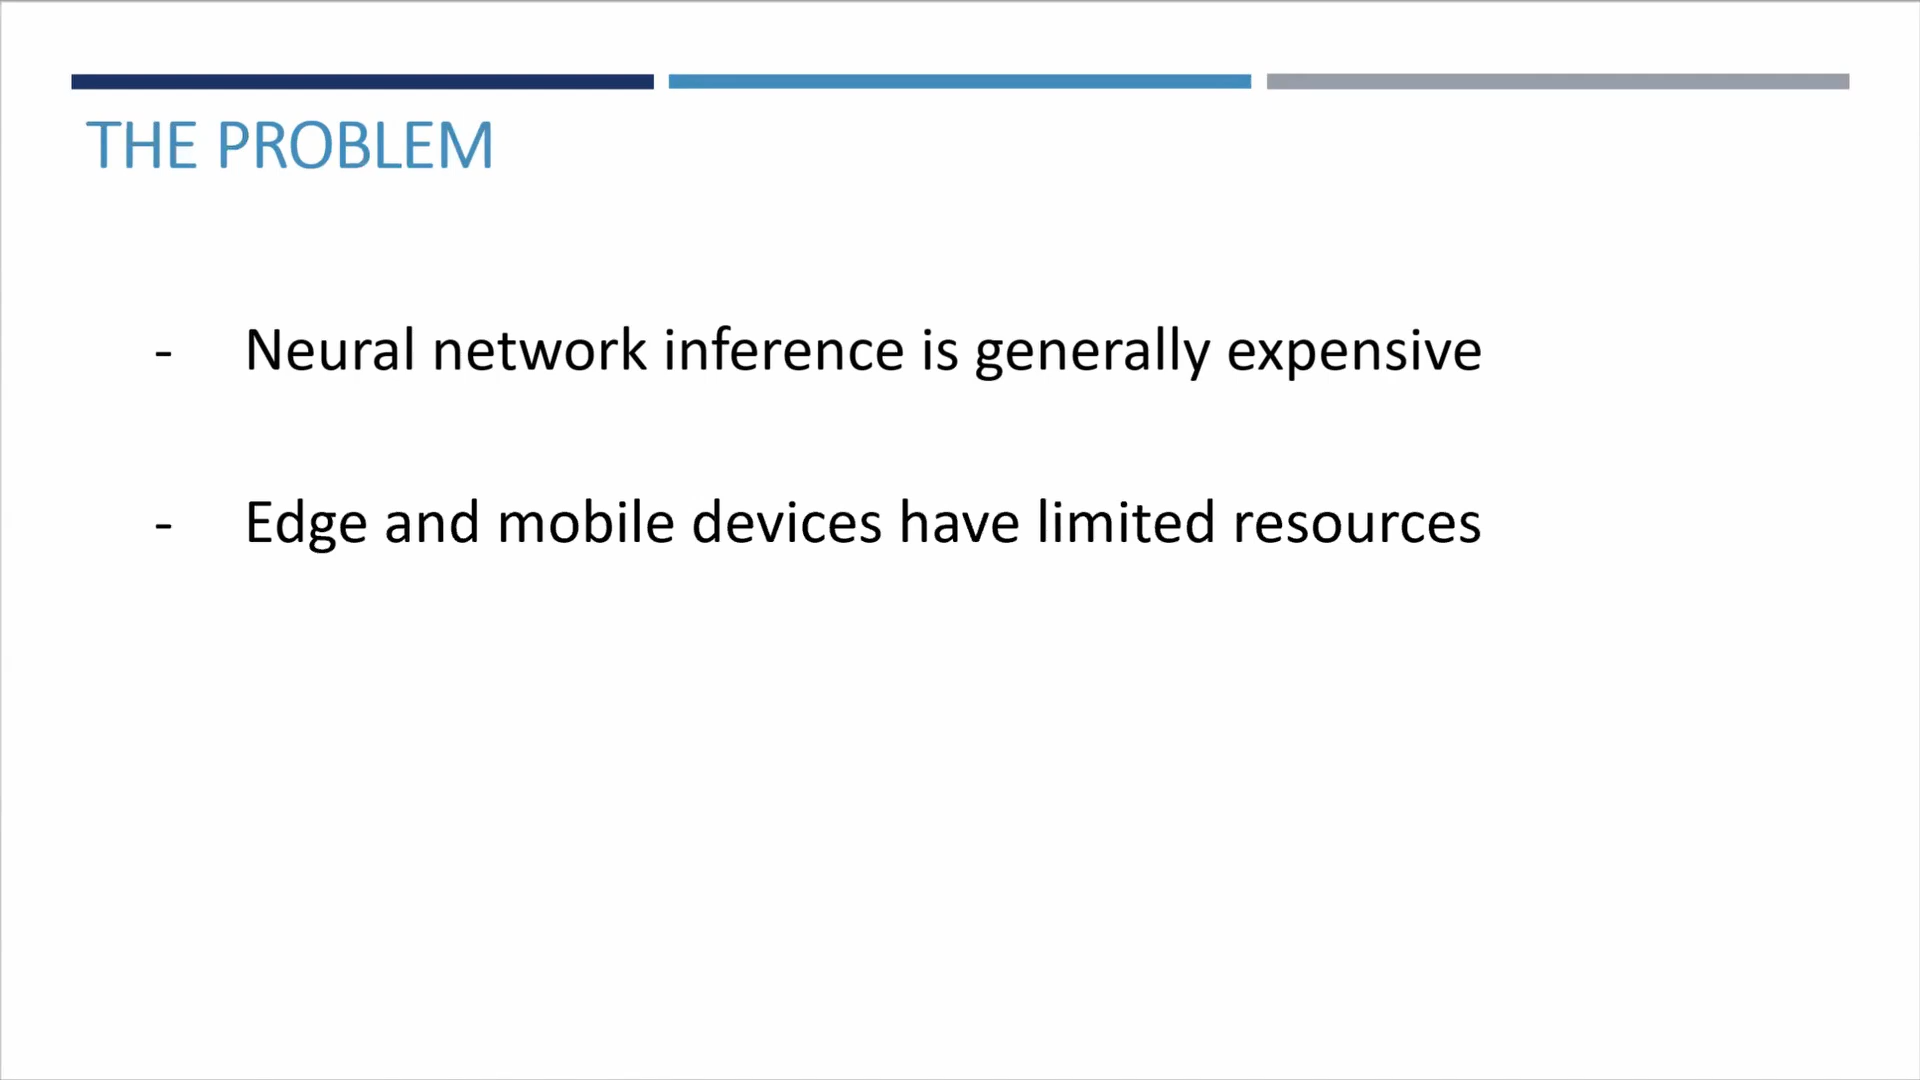 THE PROBLEM
- Neural network inference is generally expensive
- Edge and mobile devices have limited resources